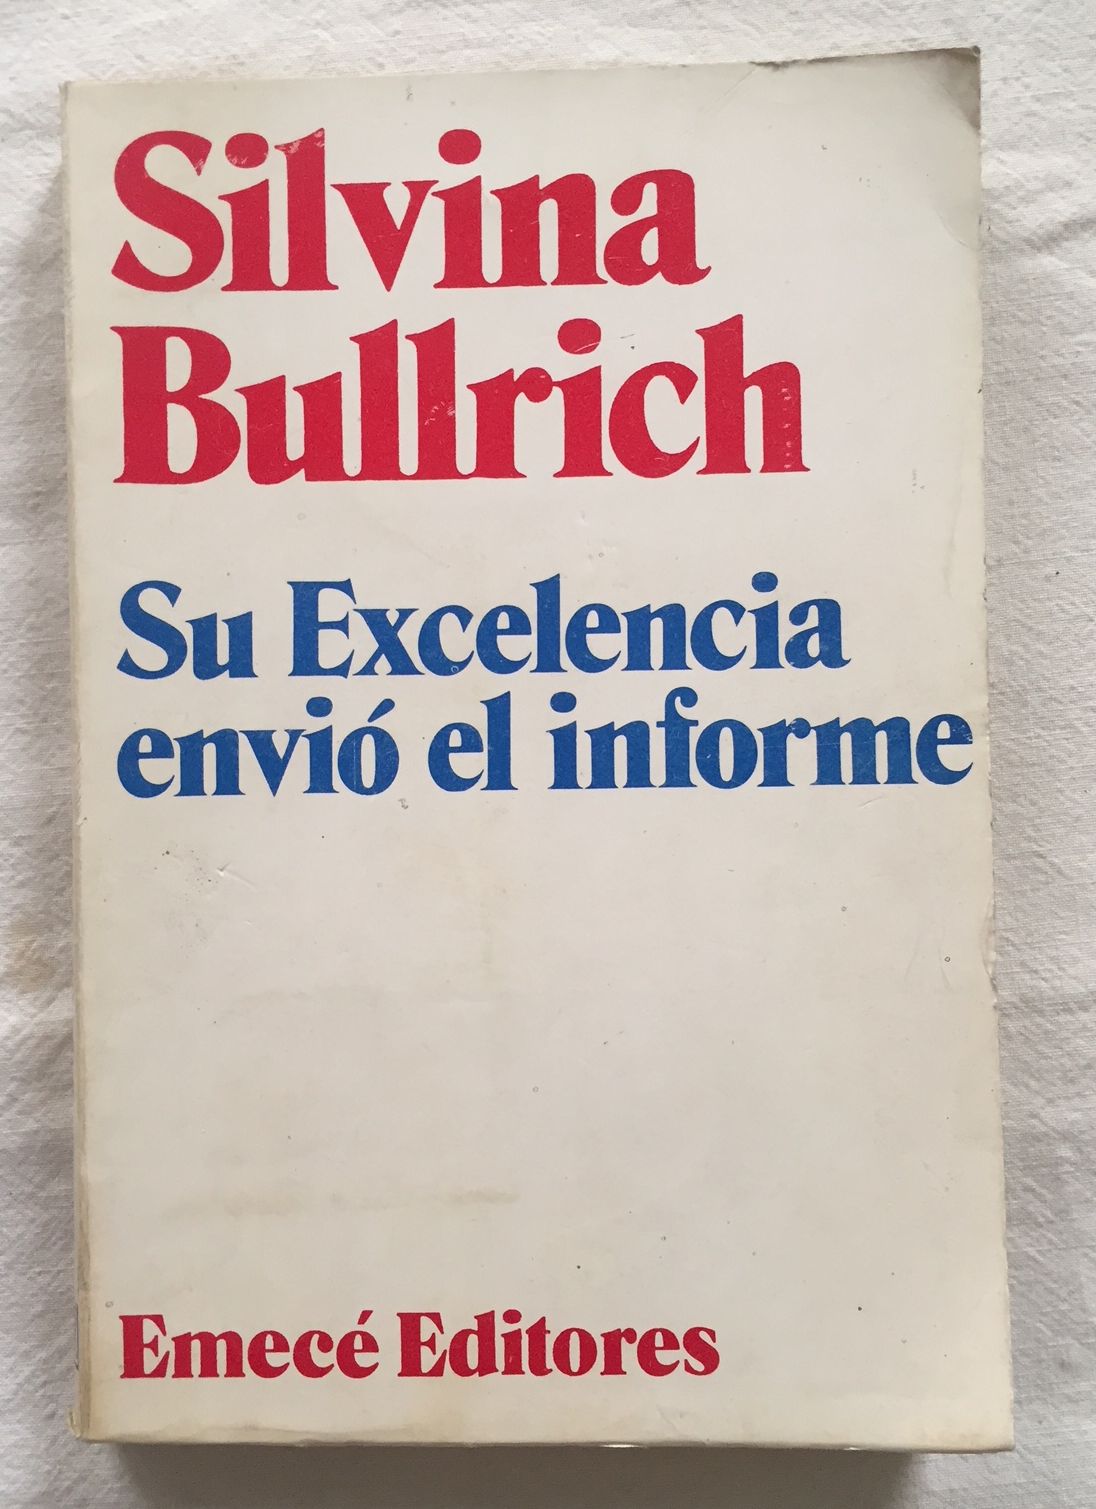 Silvina
Bullrich
Su Excelencia
envió el informe
Emecé Editores